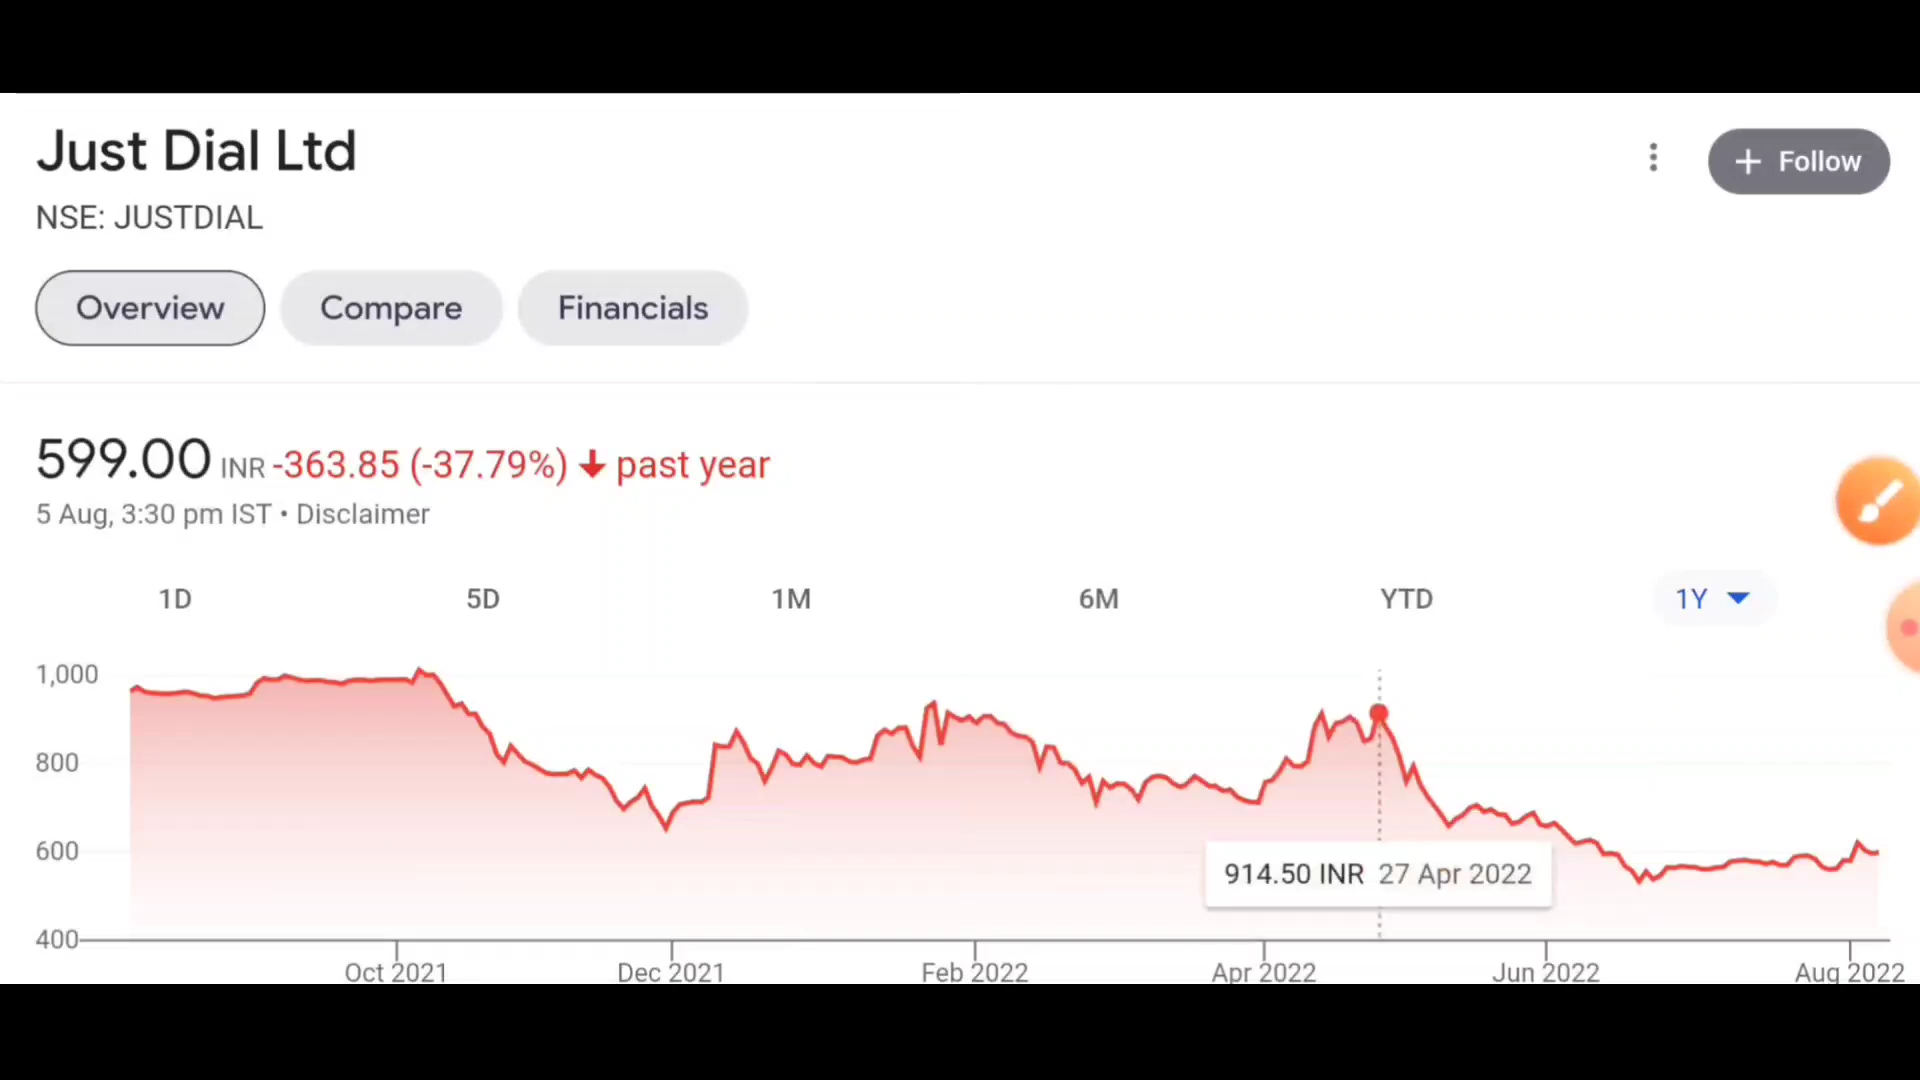 Just Dial Ltd
+ Follow
NSE: JUSTDIAL
Overview Compare Financials
599.00 INR -363.85 (-37.79%) ↓ past year
5 Aug, 3:30 pm IST • Disclaimer
1D 5D 1M 6M YTD 1Y
1,000
800
600
914.50 INR 27 Apr 2022
400
Oct 2021 Dec 2021 Feb 2022 Apr 2022 Jun 2022 Aug 2022